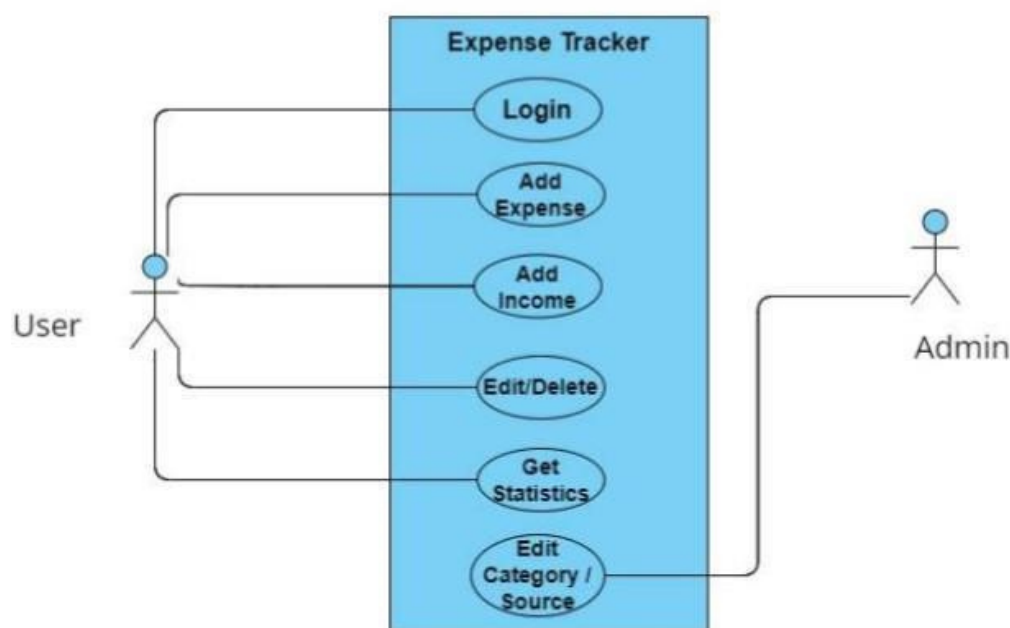 Expense Tracker
Login
Add
Expense
Add
Income
User
Admin
Edit/Delete
Get
Statistics
Edit
Category /
Source